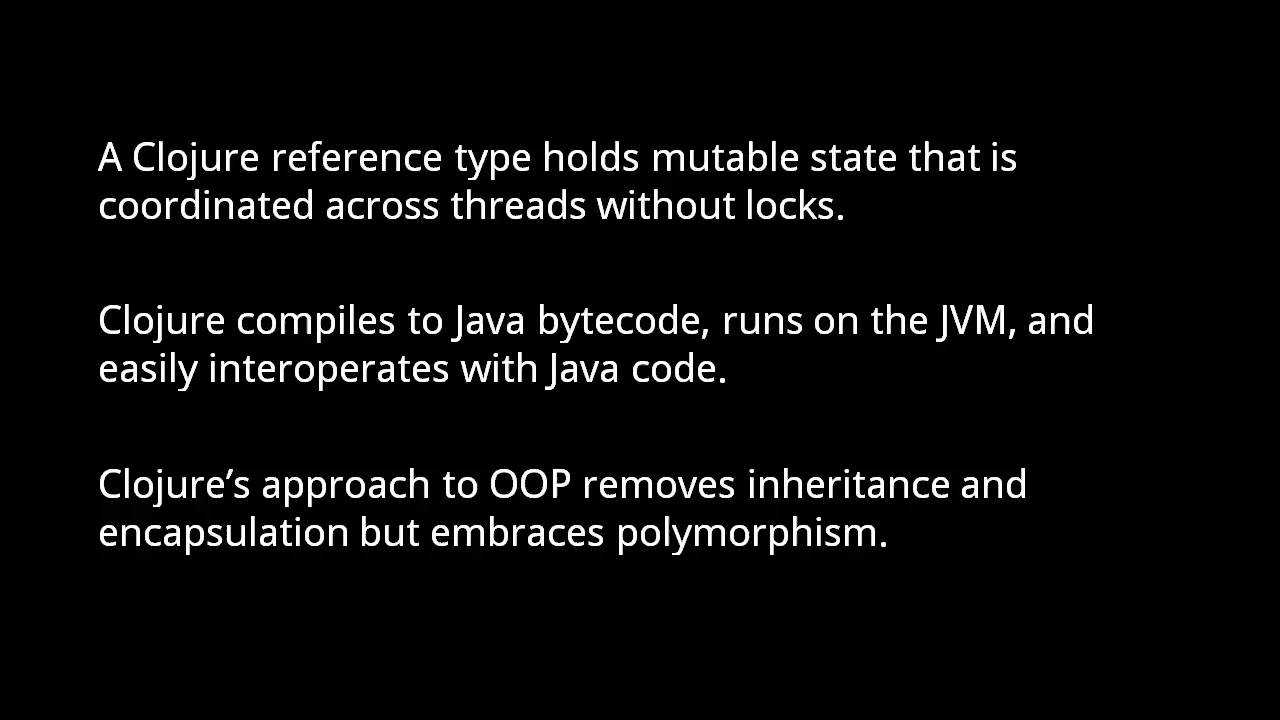 A Clojure reference type holds mutable state that is
coordinated across threads without locks.
Clojure compiles to Java bytecode, runs on the JVM, and
easily interoperates with Java code.
Clojure’s approach to OOP removes inheritance and
encapsulation but embraces polymorphism.